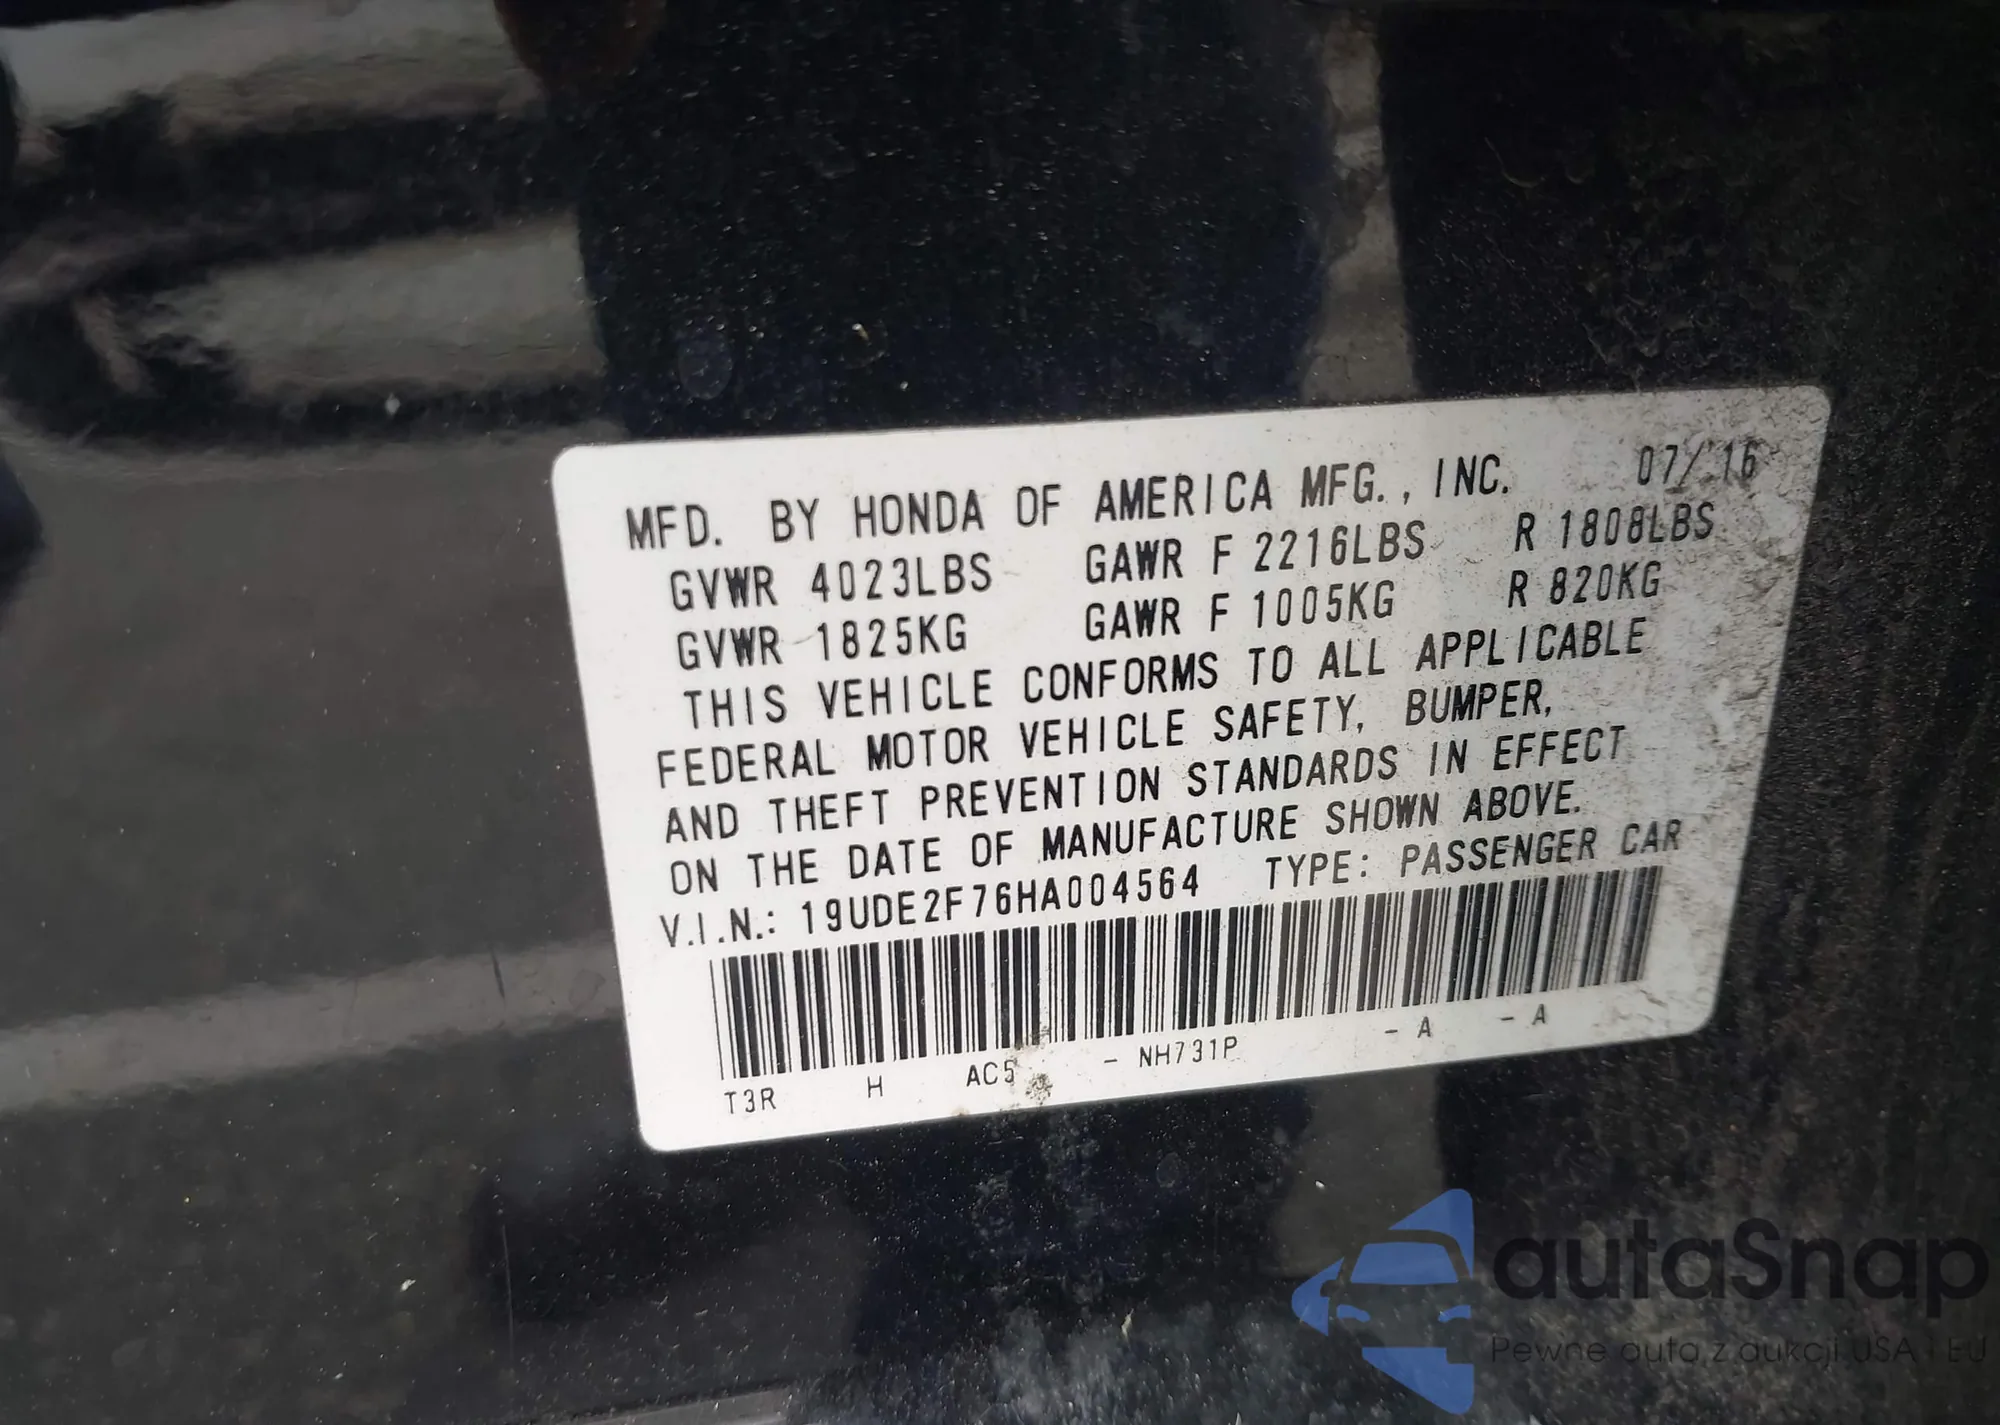 MFD. BY HONDA OF AMERICA MFG., INC. 07/16
GVWR 4023LBS GAWR F 2216LBS R 1808LBS
GVWR 1825KG GAWR F 1005KG R 820KG
THIS VEHICLE CONFORMS TO ALL APPLICABLE
FEDERAL MOTOR VEHICLE SAFETY, BUMPER,
AND THEFT PREVENTION STANDARDS IN EFFECT
ON THE DATE OF MANUFACTURE SHOWN ABOVE.
V.I.N.: 19UDE2F76HA004564 TYPE: PASSENGER CAR
T3R H AC5 - NH731P - A - A
autaSnap
Pewne auta z aukcji USA i EU